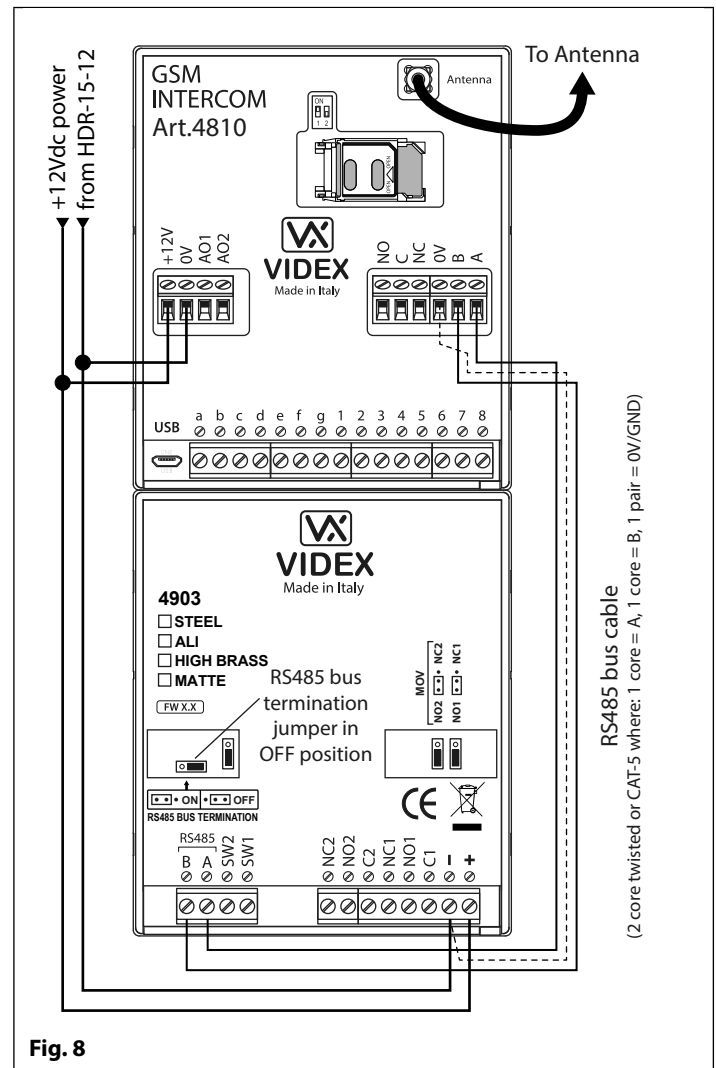 +12Vdc power
from HDR-15-12
GSM
INTERCOM
Art.4810
ON
1 2
Antenna
To Antenna
OPEN
OPEN
VIDEX
Made in Italy
+12V
0V
AO1
AO2
NO
C
NC
0V
B
A
USB
a b c d e f g 1 2 3 4 5 6 7 8
VIDEX
Made in Italy
4903
STEEL
ALI
HIGH BRASS
MATTE
FW X.X
RS485 bus
termination
jumper in
OFF position
MOV
NO2 NC2
NO1 NC1
ON OFF
RS485 BUS TERMINATION
CE
RS485
B
A
SW2
SW1
NC2
NO2
C2
NC1
NO1
C1
–
+
RS485 bus cable
(2 core twisted or CAT-5 where: 1 core = A, 1 core = B, 1 pair = 0V/GND)
Fig. 8